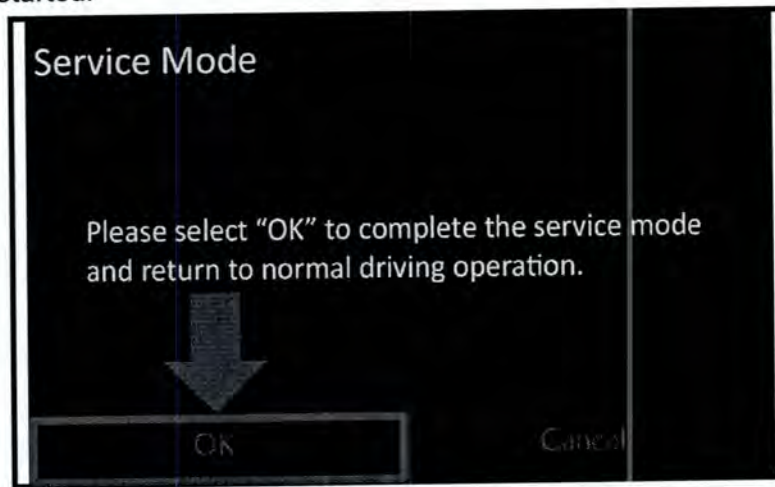 Service Mode
Please select “OK” to complete the service mode
and return to normal driving operation.
OK
Cancel